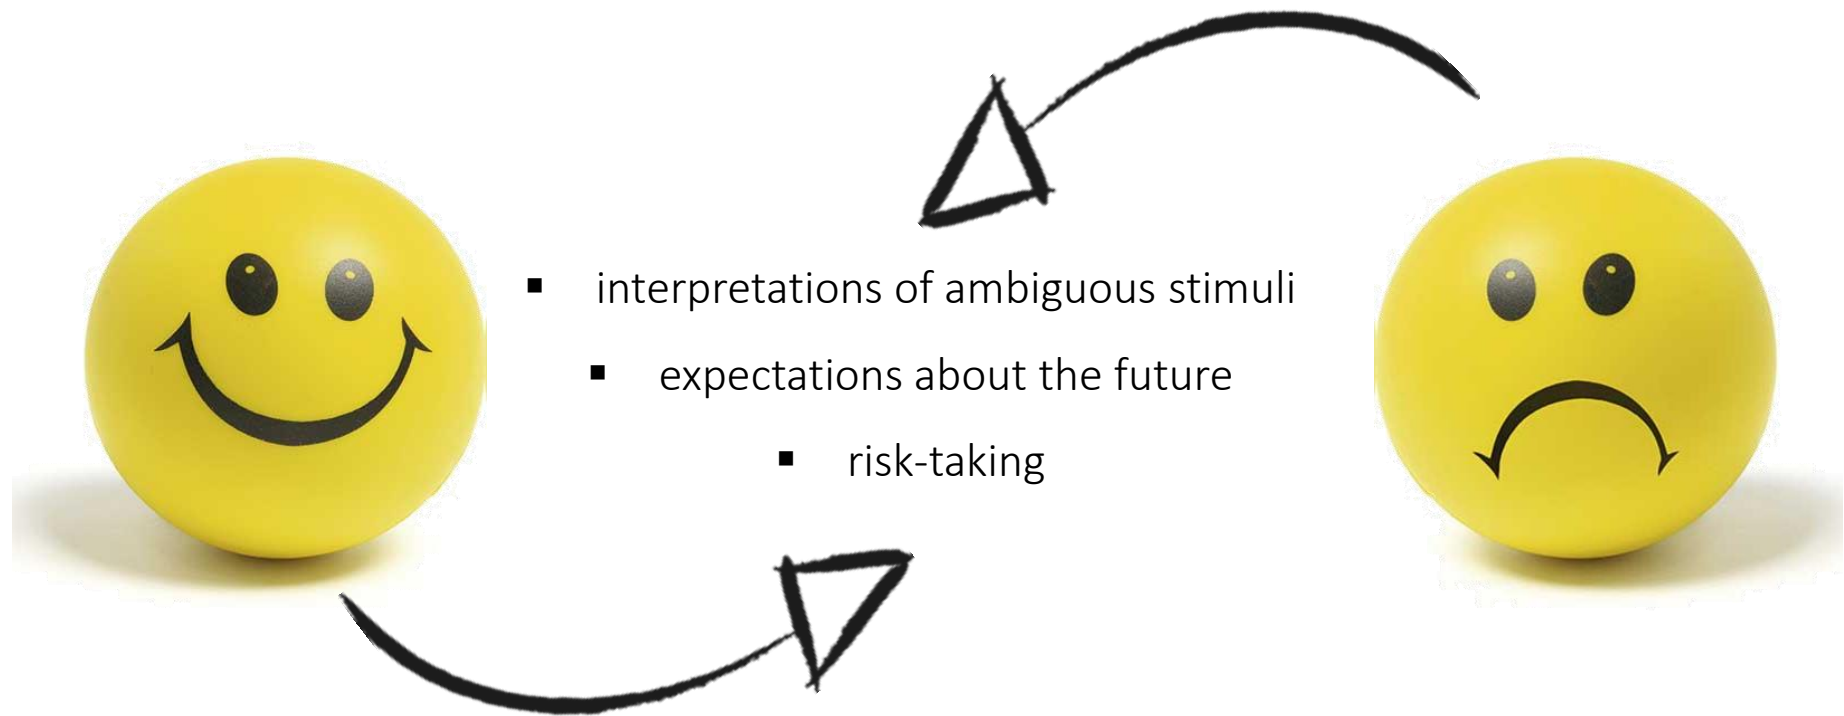 ▪ interpretations of ambiguous stimuli
▪ expectations about the future
▪ risk-taking